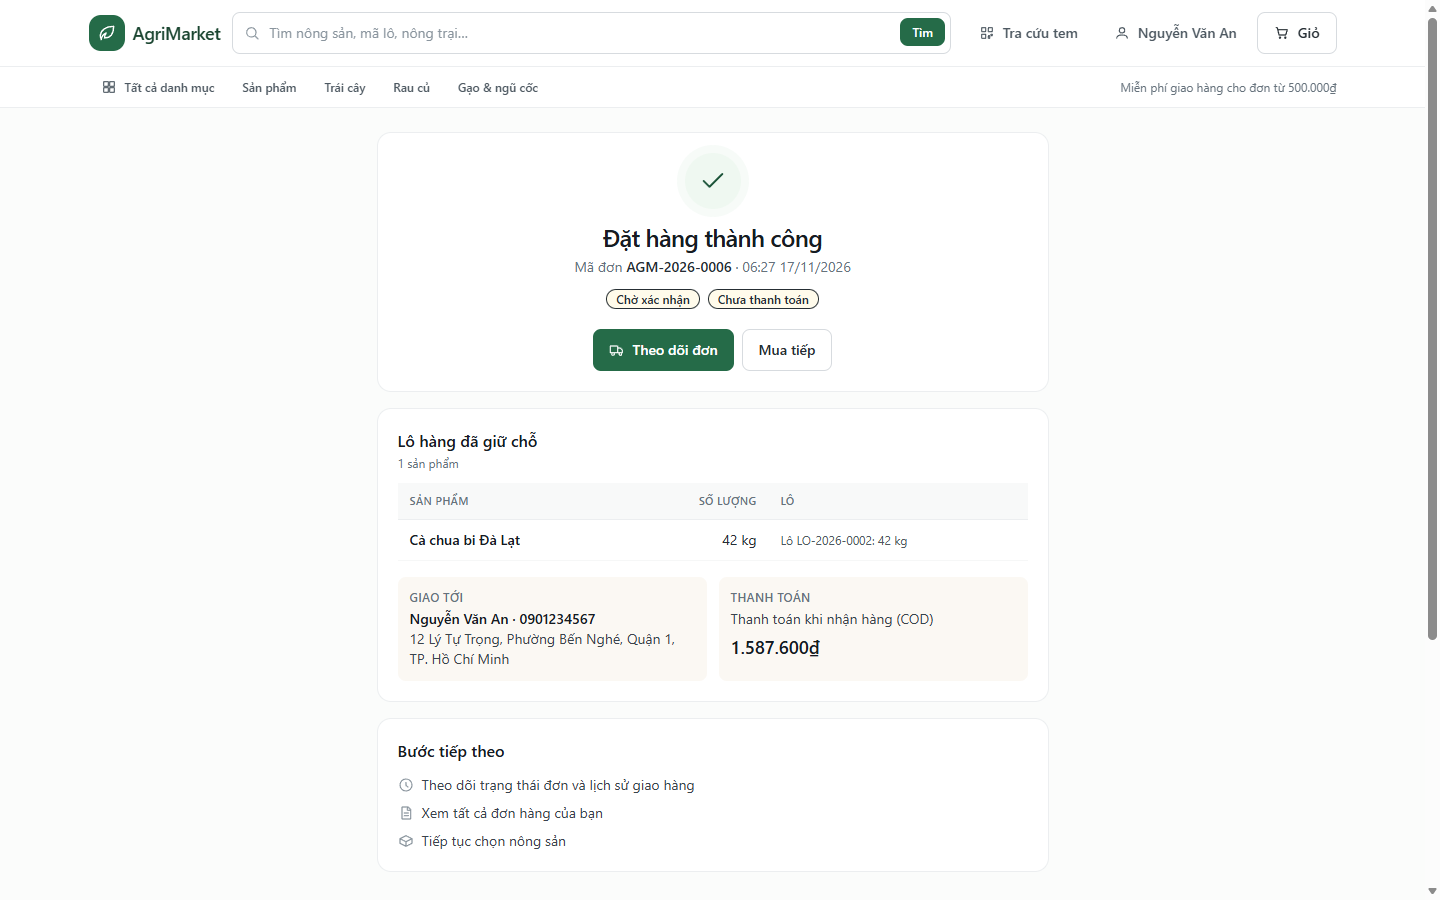 AgriMarket
Tìm nông sản, mã lô, nông trại...
Tìm
Tra cứu tem
Nguyễn Văn An
Giỏ
Tất cả danh mục
Sản phẩm
Trái cây
Rau củ
Gạo & ngũ cốc
Miễn phí giao hàng cho đơn từ 500.000₫
Đặt hàng thành công
Mã đơn AGM-2026-0006 · 06:27 17/11/2026
Chờ xác nhận
Chưa thanh toán
Theo dõi đơn
Mua tiếp
Lô hàng đã giữ chỗ
1 sản phẩm
SẢN PHẨM
SỐ LƯỢNG
LÔ
Cà chua bi Đà Lạt
42 kg
Lô LO-2026-0002: 42 kg
GIAO TỚI
Nguyễn Văn An · 0901234567
12 Lý Tự Trọng, Phường Bến Nghé, Quận 1,
TP. Hồ Chí Minh
THANH TOÁN
Thanh toán khi nhận hàng (COD)
1.587.600₫
Bước tiếp theo
Theo dõi trạng thái đơn và lịch sử giao hàng
Xem tất cả đơn hàng của bạn
Tiếp tục chọn nông sản